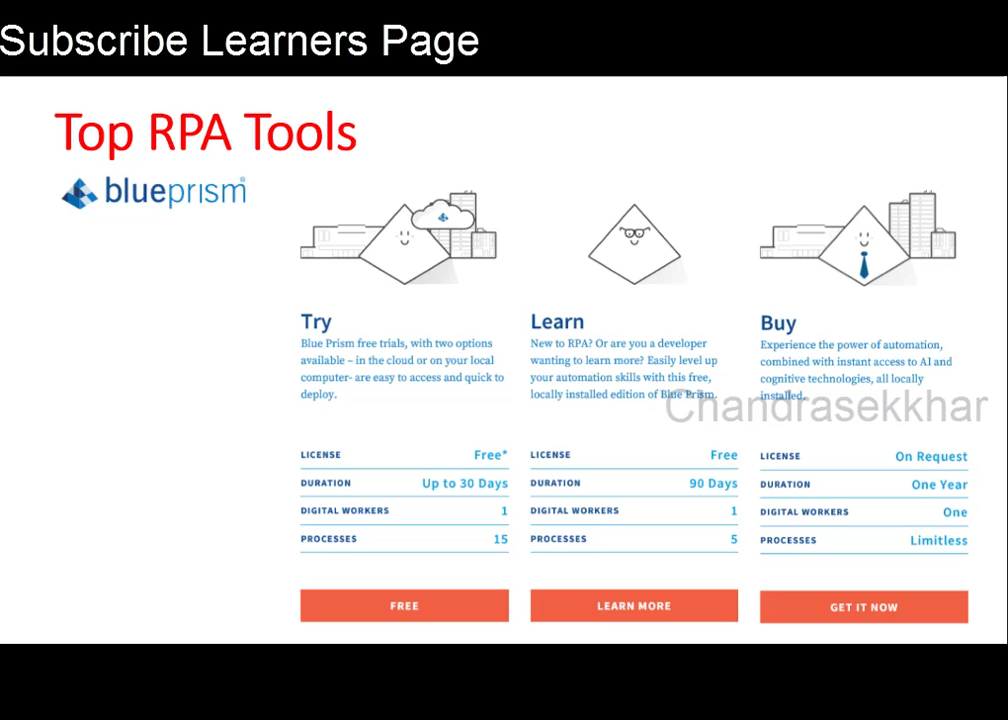 Subscribe Learners Page
Top RPA Tools
blueprism®
Try
Blue Prism free trials, with two options
available – in the cloud or on your local
computer- are easy to access and quick to
deploy.
LICENSE Free*
DURATION Up to 30 Days
DIGITAL WORKERS 1
PROCESSES 15
FREE
Learn
New to RPA? Or are you a developer
wanting to learn more? Easily level up
your automation skills with this free,
locally installed edition of Blue Prism.
LICENSE Free
DURATION 90 Days
DIGITAL WORKERS 1
PROCESSES 5
LEARN MORE
Buy
Experience the power of automation,
combined with instant access to AI and
cognitive technologies, all locally
installed.
LICENSE On Request
DURATION One Year
DIGITAL WORKERS One
PROCESSES Limitless
GET IT NOW
Chandrasekkhar